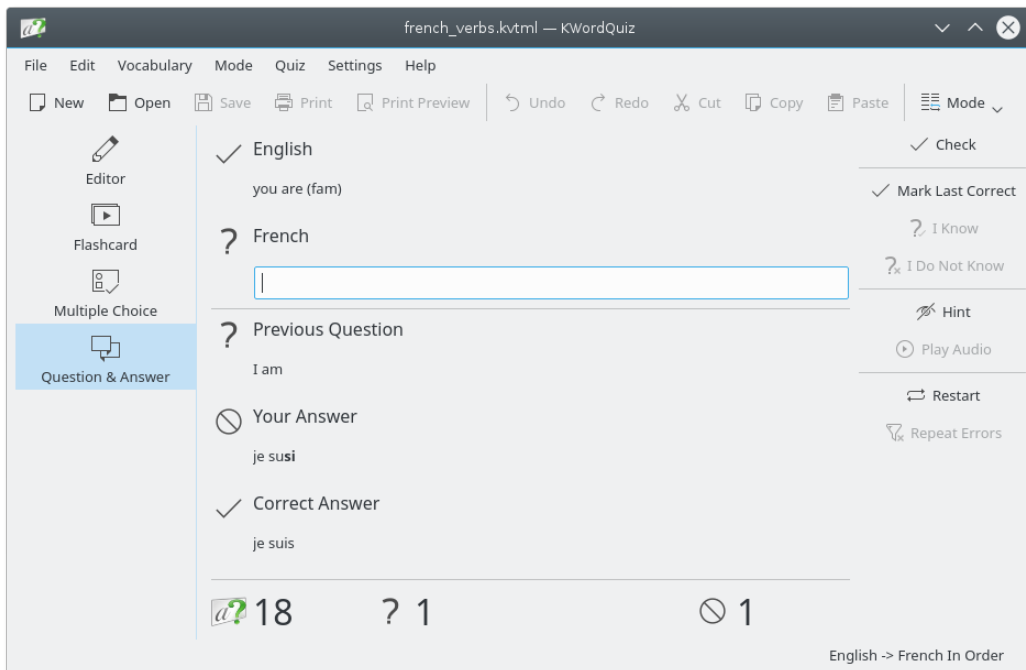 french_verbs.kvtml — KWordQuiz
File Edit Vocabulary Mode Quiz Settings Help
New Open Save Print Print Preview Undo Redo Cut Copy Paste Mode
Editor
Flashcard
Multiple Choice
Question & Answer
English
you are (fam)
? French
? Previous Question
I am
Your Answer
je susi
Correct Answer
je suis
a? 18 ? 1 1
Check
Mark Last Correct
? I Know
? I Do Not Know
Hint
Play Audio
Restart
Repeat Errors
English -> French In Order